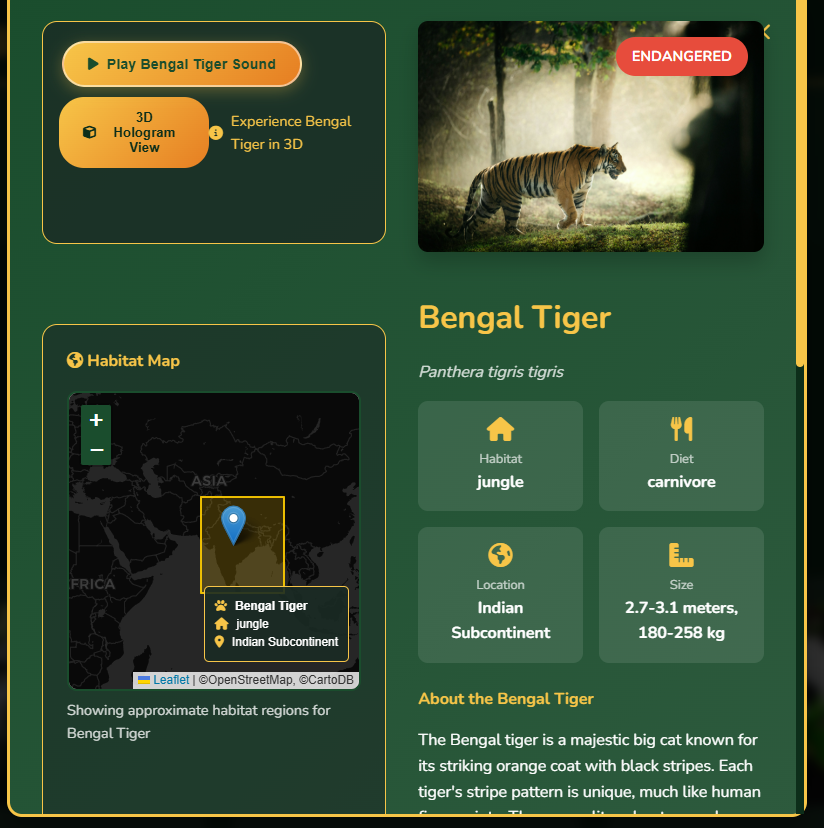 Play Bengal Tiger Sound
3D
Hologram
View
Experience Bengal
Tiger in 3D
Habitat Map
+
−
ASIA
FRICA
Bengal Tiger
jungle
Indian Subcontinent
Leaflet | ©OpenStreetMap, ©CartoDB
Showing approximate habitat regions for
Bengal Tiger
ENDANGERED
Bengal Tiger
Panthera tigris tigris
Habitat
jungle
Diet
carnivore
Location
Indian
Subcontinent
Size
2.7-3.1 meters,
180-258 kg
About the Bengal Tiger
The Bengal tiger is a majestic big cat known for
its striking orange coat with black stripes. Each
tiger's stripe pattern is unique, much like human